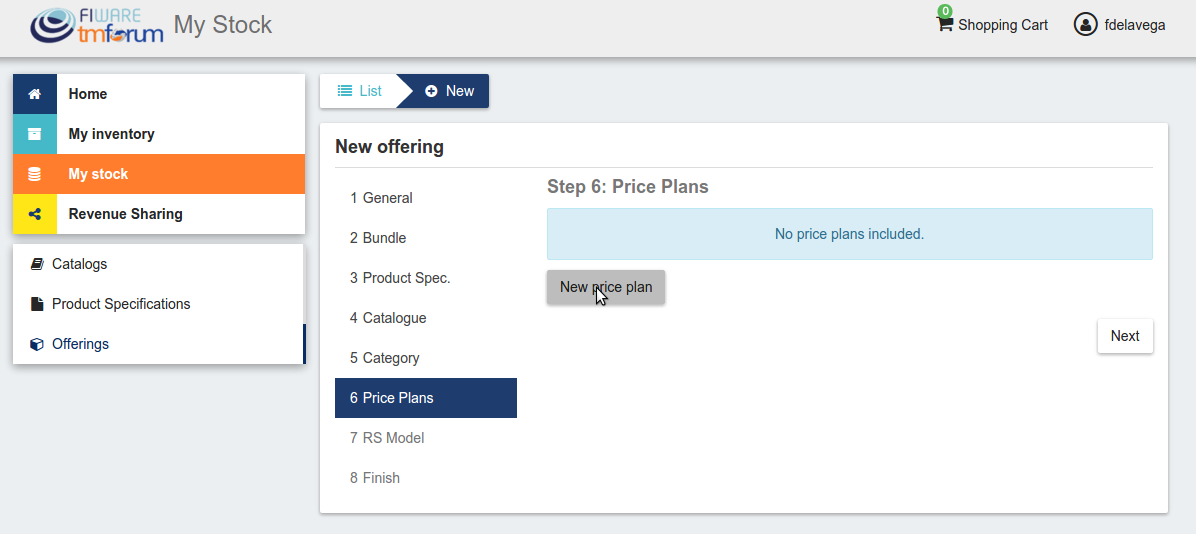 FIWARE
tmforum
My Stock
0
Shopping Cart
fdelavega
Home
My inventory
My stock
Revenue Sharing
Catalogs
Product Specifications
Offerings
List
New
New offering
1 General
2 Bundle
3 Product Spec.
4 Catalogue
5 Category
6 Price Plans
7 RS Model
8 Finish
Step 6: Price Plans
No price plans included.
New price plan
Next